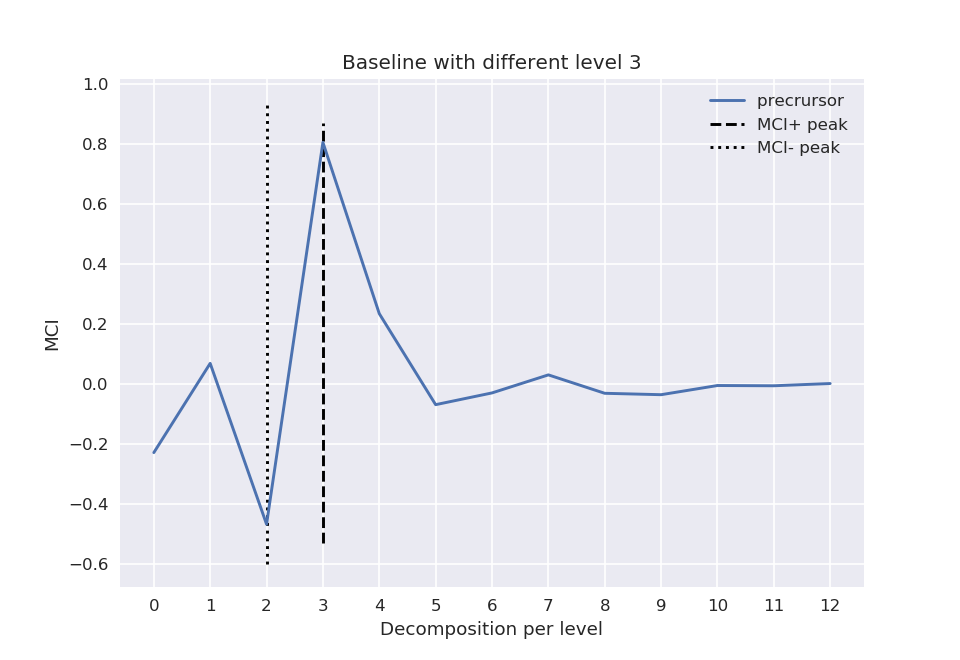 Baseline with different level 3
precrursor
MCI+ peak
MCI- peak
1.0
0.8
0.6
0.4
0.2
0.0
−0.2
−0.4
−0.6
MCI
0 1 2 3 4 5 6 7 8 9 10 11 12
Decomposition per level